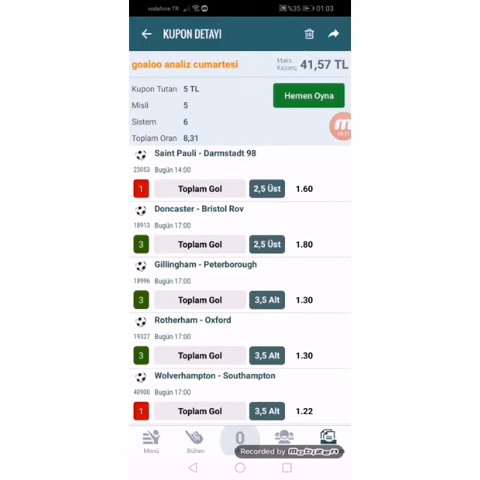 vodafone TR %35 01:03
KUPON DETAYI
goaloo analiz cumartesi
Maks Kazanç 41,57 TL
Kupon Tutarı 5 TL
Misli 5
Sistem 6
Toplam Oran 8,31
Hemen Oyna
Saint Pauli - Darmstadt 98
23053 Bugün 14:00
1 Toplam Gol 2,5 Üst 1.60
Doncaster - Bristol Rov
18913 Bugün 17:00
3 Toplam Gol 2,5 Üst 1.80
Gillingham - Peterborough
18996 Bugün 17:00
3 Toplam Gol 3,5 Alt 1.30
Rotherham - Oxford
19327 Bugün 17:00
3 Toplam Gol 3,5 Alt 1.30
Wolverhampton - Southampton
40900 Bugün 17:00
1 Toplam Gol 3,5 Alt 1.22
0
Menü Bülten
Recorded by mobizen